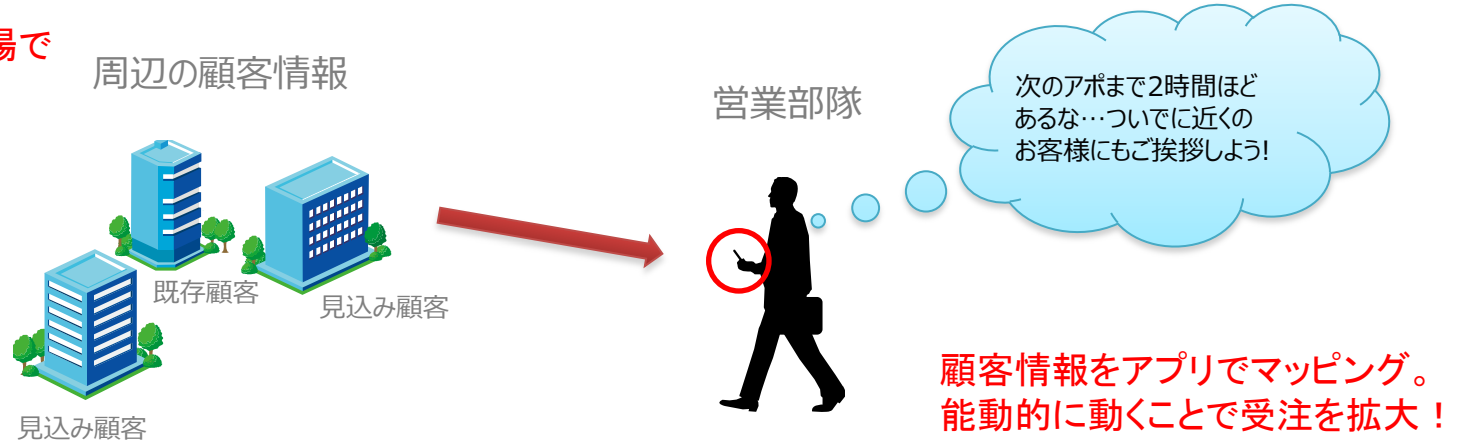 場で
周辺の顧客情報
営業部隊
次のアポまで2時間ほど
あるな…ついでに近くの
お客様にもご挨拶しよう!
既存顧客
見込み顧客
見込み顧客
顧客情報をアプリでマッピング。
能動的に動くことで受注を拡大！